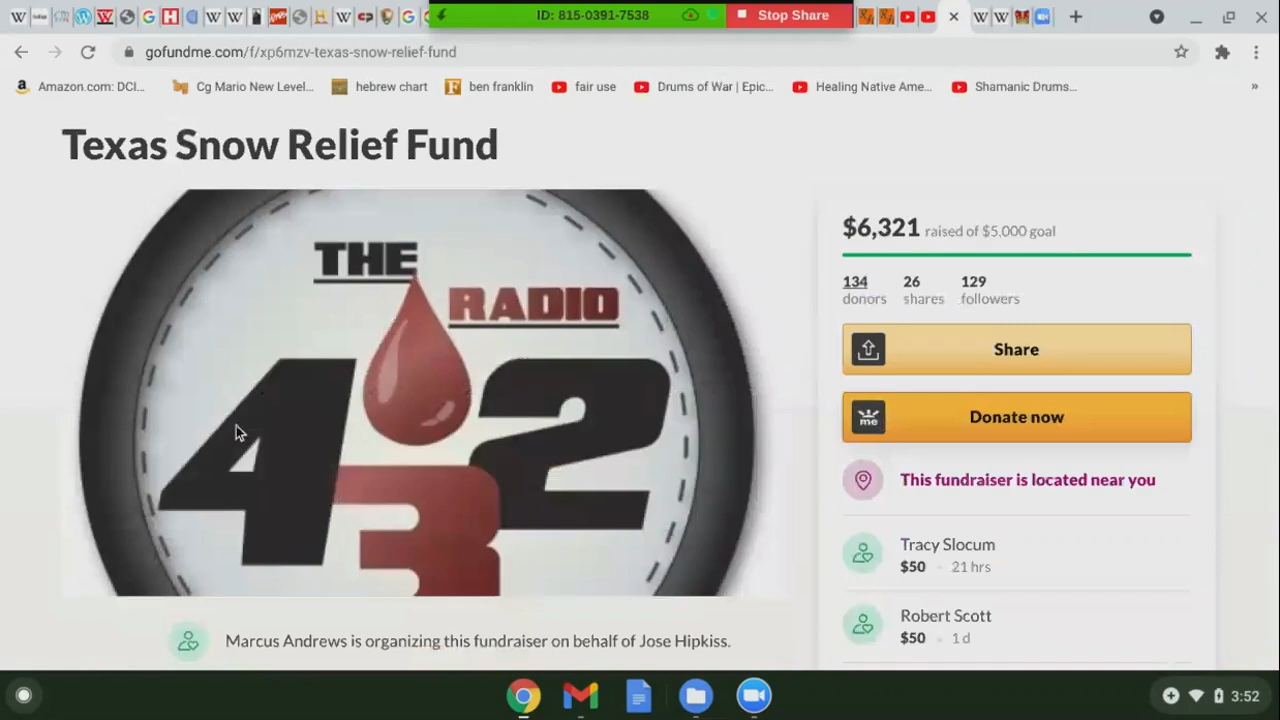 ID: 815-0391-7538
Stop Share
gofundme.com/f/xp6mzv-texas-snow-relief-fund
Amazon.com: DCI...
Cg Mario New Level...
hebrew chart
ben franklin
fair use
Drums of War | Epic...
Healing Native Ame...
Shamanic Drums...
»
Texas Snow Relief Fund
THE
RADIO
432
$6,321 raised of $5,000 goal
134 donors
26 shares
129 followers
Share
me
Donate now
This fundraiser is located near you
Tracy Slocum
$50 • 21 hrs
Robert Scott
$50 • 1 d
Marcus Andrews is organizing this fundraiser on behalf of Jose Hipkiss.
3:52